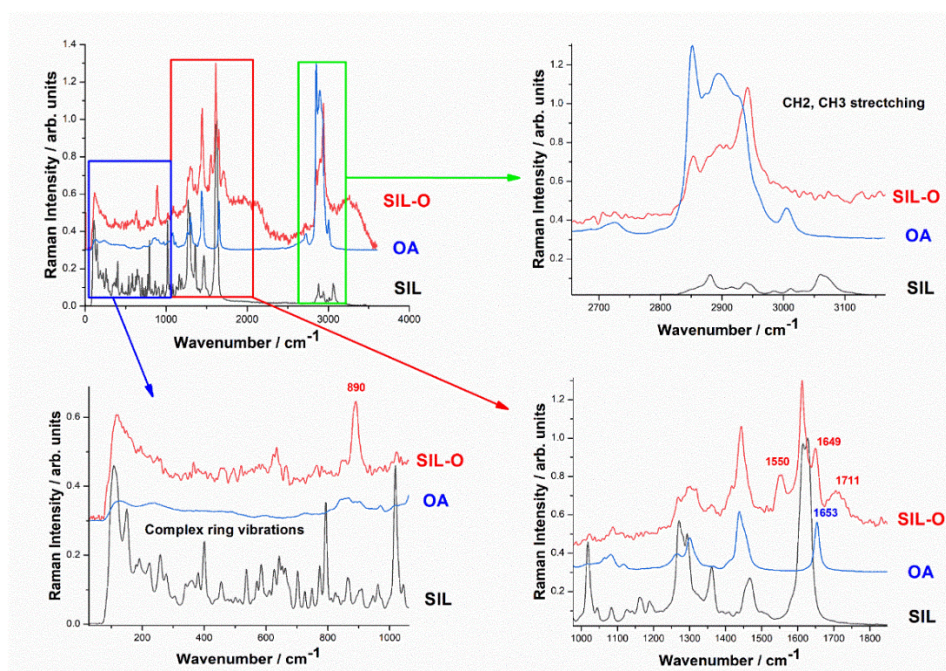 Raman Intensity / arb. units
1.4
1.2
1.0
0.8
0.6
0.4
0.2
0.0
SIL-O
OA
SIL
0 1000 2000 3000 4000
Wavenumber / cm-1
Raman Intensity / arb. units
1.2
1.0
0.8
0.6
0.4
0.2
0.0
CH2, CH3 strectching
SIL-O
OA
SIL
2700 2800 2900 3000 3100
Wavenumber / cm-1
Raman Intensity / arb. units
0.6
0.4
0.2
0.0
890
SIL-O
OA
Complex ring vibrations
SIL
200 400 600 800 1000
Wavenumber / cm-1
Raman Intensity / arb. units
1.2
1.0
0.8
0.6
0.4
0.2
0.0
1550
1649
1711
SIL-O
1653
OA
SIL
1000 1100 1200 1300 1400 1500 1600 1700 1800
Wavenumber / cm-1